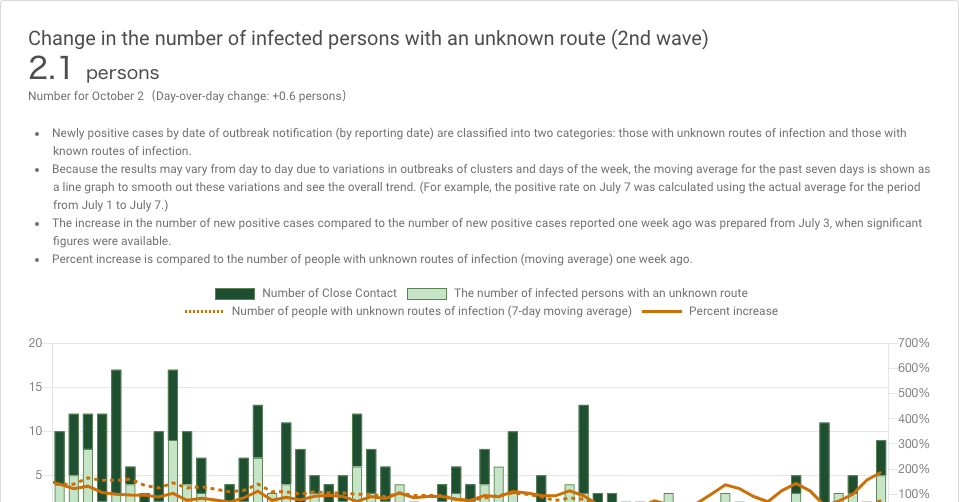 Change in the number of infected persons with an unknown route (2nd wave)
2.1 persons
Number for October 2（Day-over-day change: +0.6 persons）
• Newly positive cases by date of outbreak notification (by reporting date) are classified into two categories: those with unknown routes of infection and those with
known routes of infection.
• Because the results may vary from day to day due to variations in outbreaks of clusters and days of the week, the moving average for the past seven days is shown as
a line graph to smooth out these variations and see the overall trend. (For example, the positive rate on July 7 was calculated using the actual average for the period
from July 1 to July 7.)
• The increase in the number of new positive cases compared to the number of new positive cases reported one week ago was prepared from July 3, when significant
figures were available.
• Percent increase is compared to the number of people with unknown routes of infection (moving average) one week ago.
Number of Close Contact The number of infected persons with an unknown route
Number of people with unknown routes of infection (7-day moving average) Percent increase
20 700%
600%
15 500%
400%
10 300%
5 200%
100%